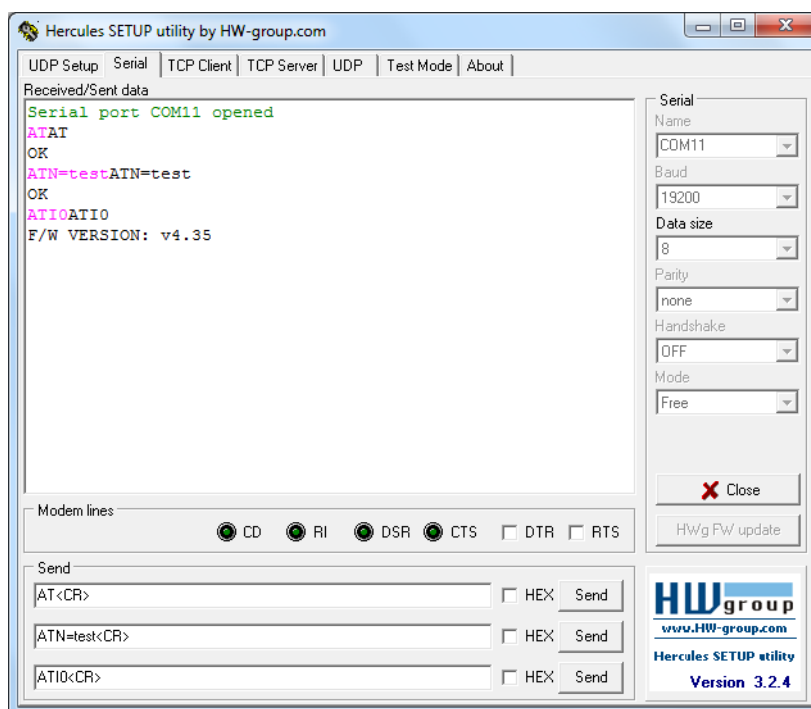 Hercules SETUP utility by HW-group.com
UDP Setup Serial TCP Client TCP Server UDP Test Mode About
Received/Sent data
Serial port COM11 opened
ATAT
OK
ATN=testATN=test
OK
ATI0ATI0
F/W VERSION: v4.35
Serial
Name
COM11
Baud
19200
Data size
8
Parity
none
Handshake
OFF
Mode
Free
Close
HWg FW update
Modem lines
CD RI DSR CTS DTR RTS
Send
AT<CR> HEX Send
ATN=test<CR> HEX Send
ATI0<CR> HEX Send
HW group
www.HW-group.com
Hercules SETUP utility
Version 3.2.4